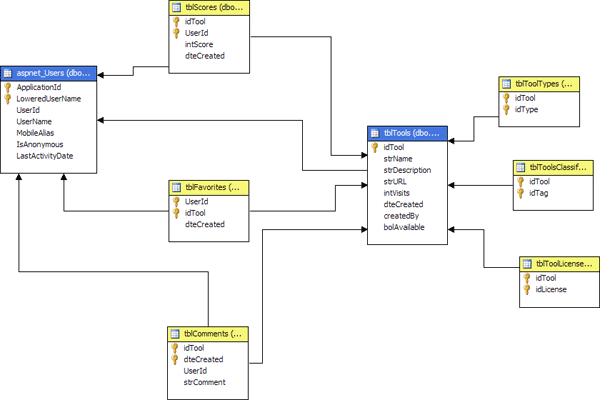 tblScores (dbo...
idTool
UserId
intScore
dteCreated
aspnet_Users (dbo...
ApplicationId
LoweredUserName
UserId
UserName
MobileAlias
IsAnonymous
LastActivityDate
tblFavorites (...
UserId
idTool
dteCreated
tblComments (...
idTool
dteCreated
UserId
strComment
tblTools (dbo....
idTool
strName
strDescription
strURL
intVisits
dteCreated
createdBy
bolAvailable
tblToolTypes (...
idTool
idType
tblToolsClassif...
idTool
idTag
tblToolLicense...
idTool
idLicense